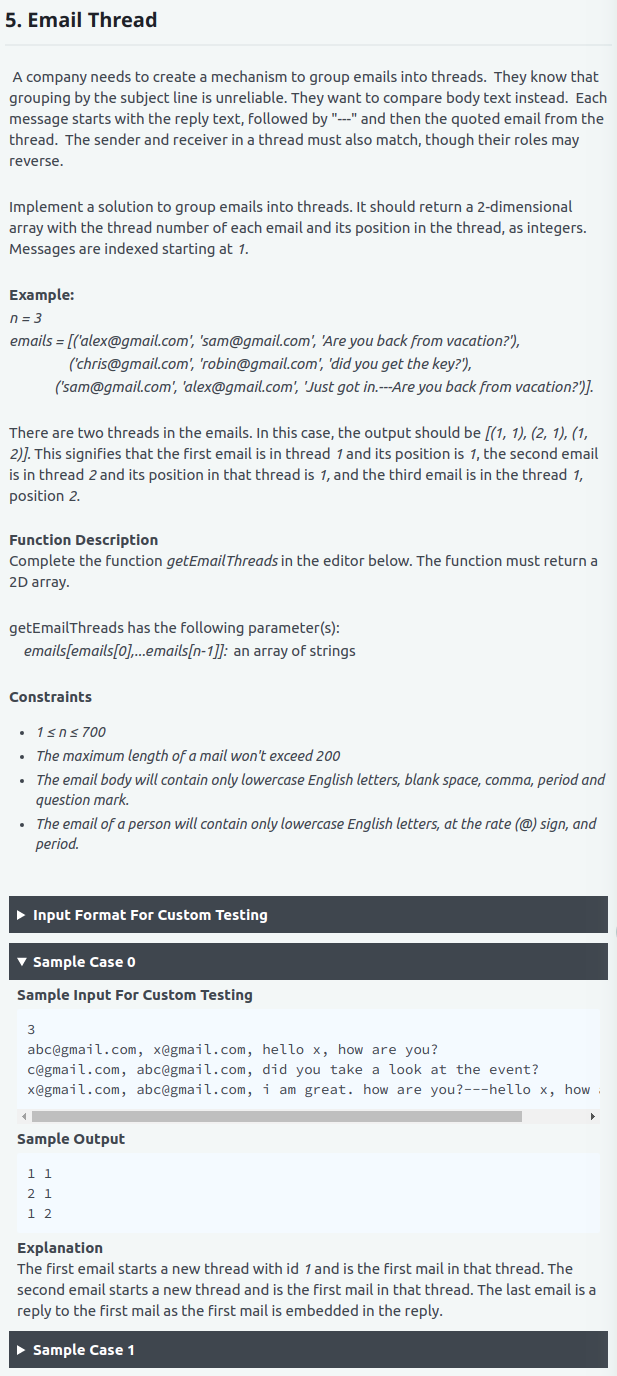 5. Email Thread
A company needs to create a mechanism to group emails into threads. They know that
grouping by the subject line is unreliable. They want to compare body text instead. Each
message starts with the reply text, followed by "---" and then the quoted email from the
thread. The sender and receiver in a thread must also match, though their roles may
reverse.
Implement a solution to group emails into threads. It should return a 2-dimensional
array with the thread number of each email and its position in the thread, as integers.
Messages are indexed starting at 1.
Example:
n = 3
emails = [('alex@gmail.com', 'sam@gmail.com', 'Are you back from vacation?'),
('chris@gmail.com', 'robin@gmail.com', 'did you get the key?'),
('sam@gmail.com', 'alex@gmail.com', 'Just got in.---Are you back from vacation?')].
There are two threads in the emails. In this case, the output should be [(1, 1), (2, 1), (1,
2)]. This signifies that the first email is in thread 1 and its position is 1, the second email
is in thread 2 and its position in that thread is 1, and the third email is in the thread 1,
position 2.
Function Description
Complete the function getEmailThreads in the editor below. The function must return a
2D array.
getEmailThreads has the following parameter(s):
emails[emails[0],...emails[n-1]]: an array of strings
Constraints
• 1 ≤ n ≤ 700
• The maximum length of a mail won't exceed 200
• The email body will contain only lowercase English letters, blank space, comma, period and
question mark.
• The email of a person will contain only lowercase English letters, at the rate (@) sign, and
period.
▶ Input Format For Custom Testing
▼ Sample Case 0
Sample Input For Custom Testing
3
abc@gmail.com, x@gmail.com, hello x, how are you?
c@gmail.com, abc@gmail.com, did you take a look at the event?
x@gmail.com, abc@gmail.com, i am great. how are you?---hello x, how
Sample Output
1 1
2 1
1 2
Explanation
The first email starts a new thread with id 1 and is the first mail in that thread. The
second email starts a new thread and is the first mail in that thread. The last email is a
reply to the first mail as the first mail is embedded in the reply.
▶ Sample Case 1